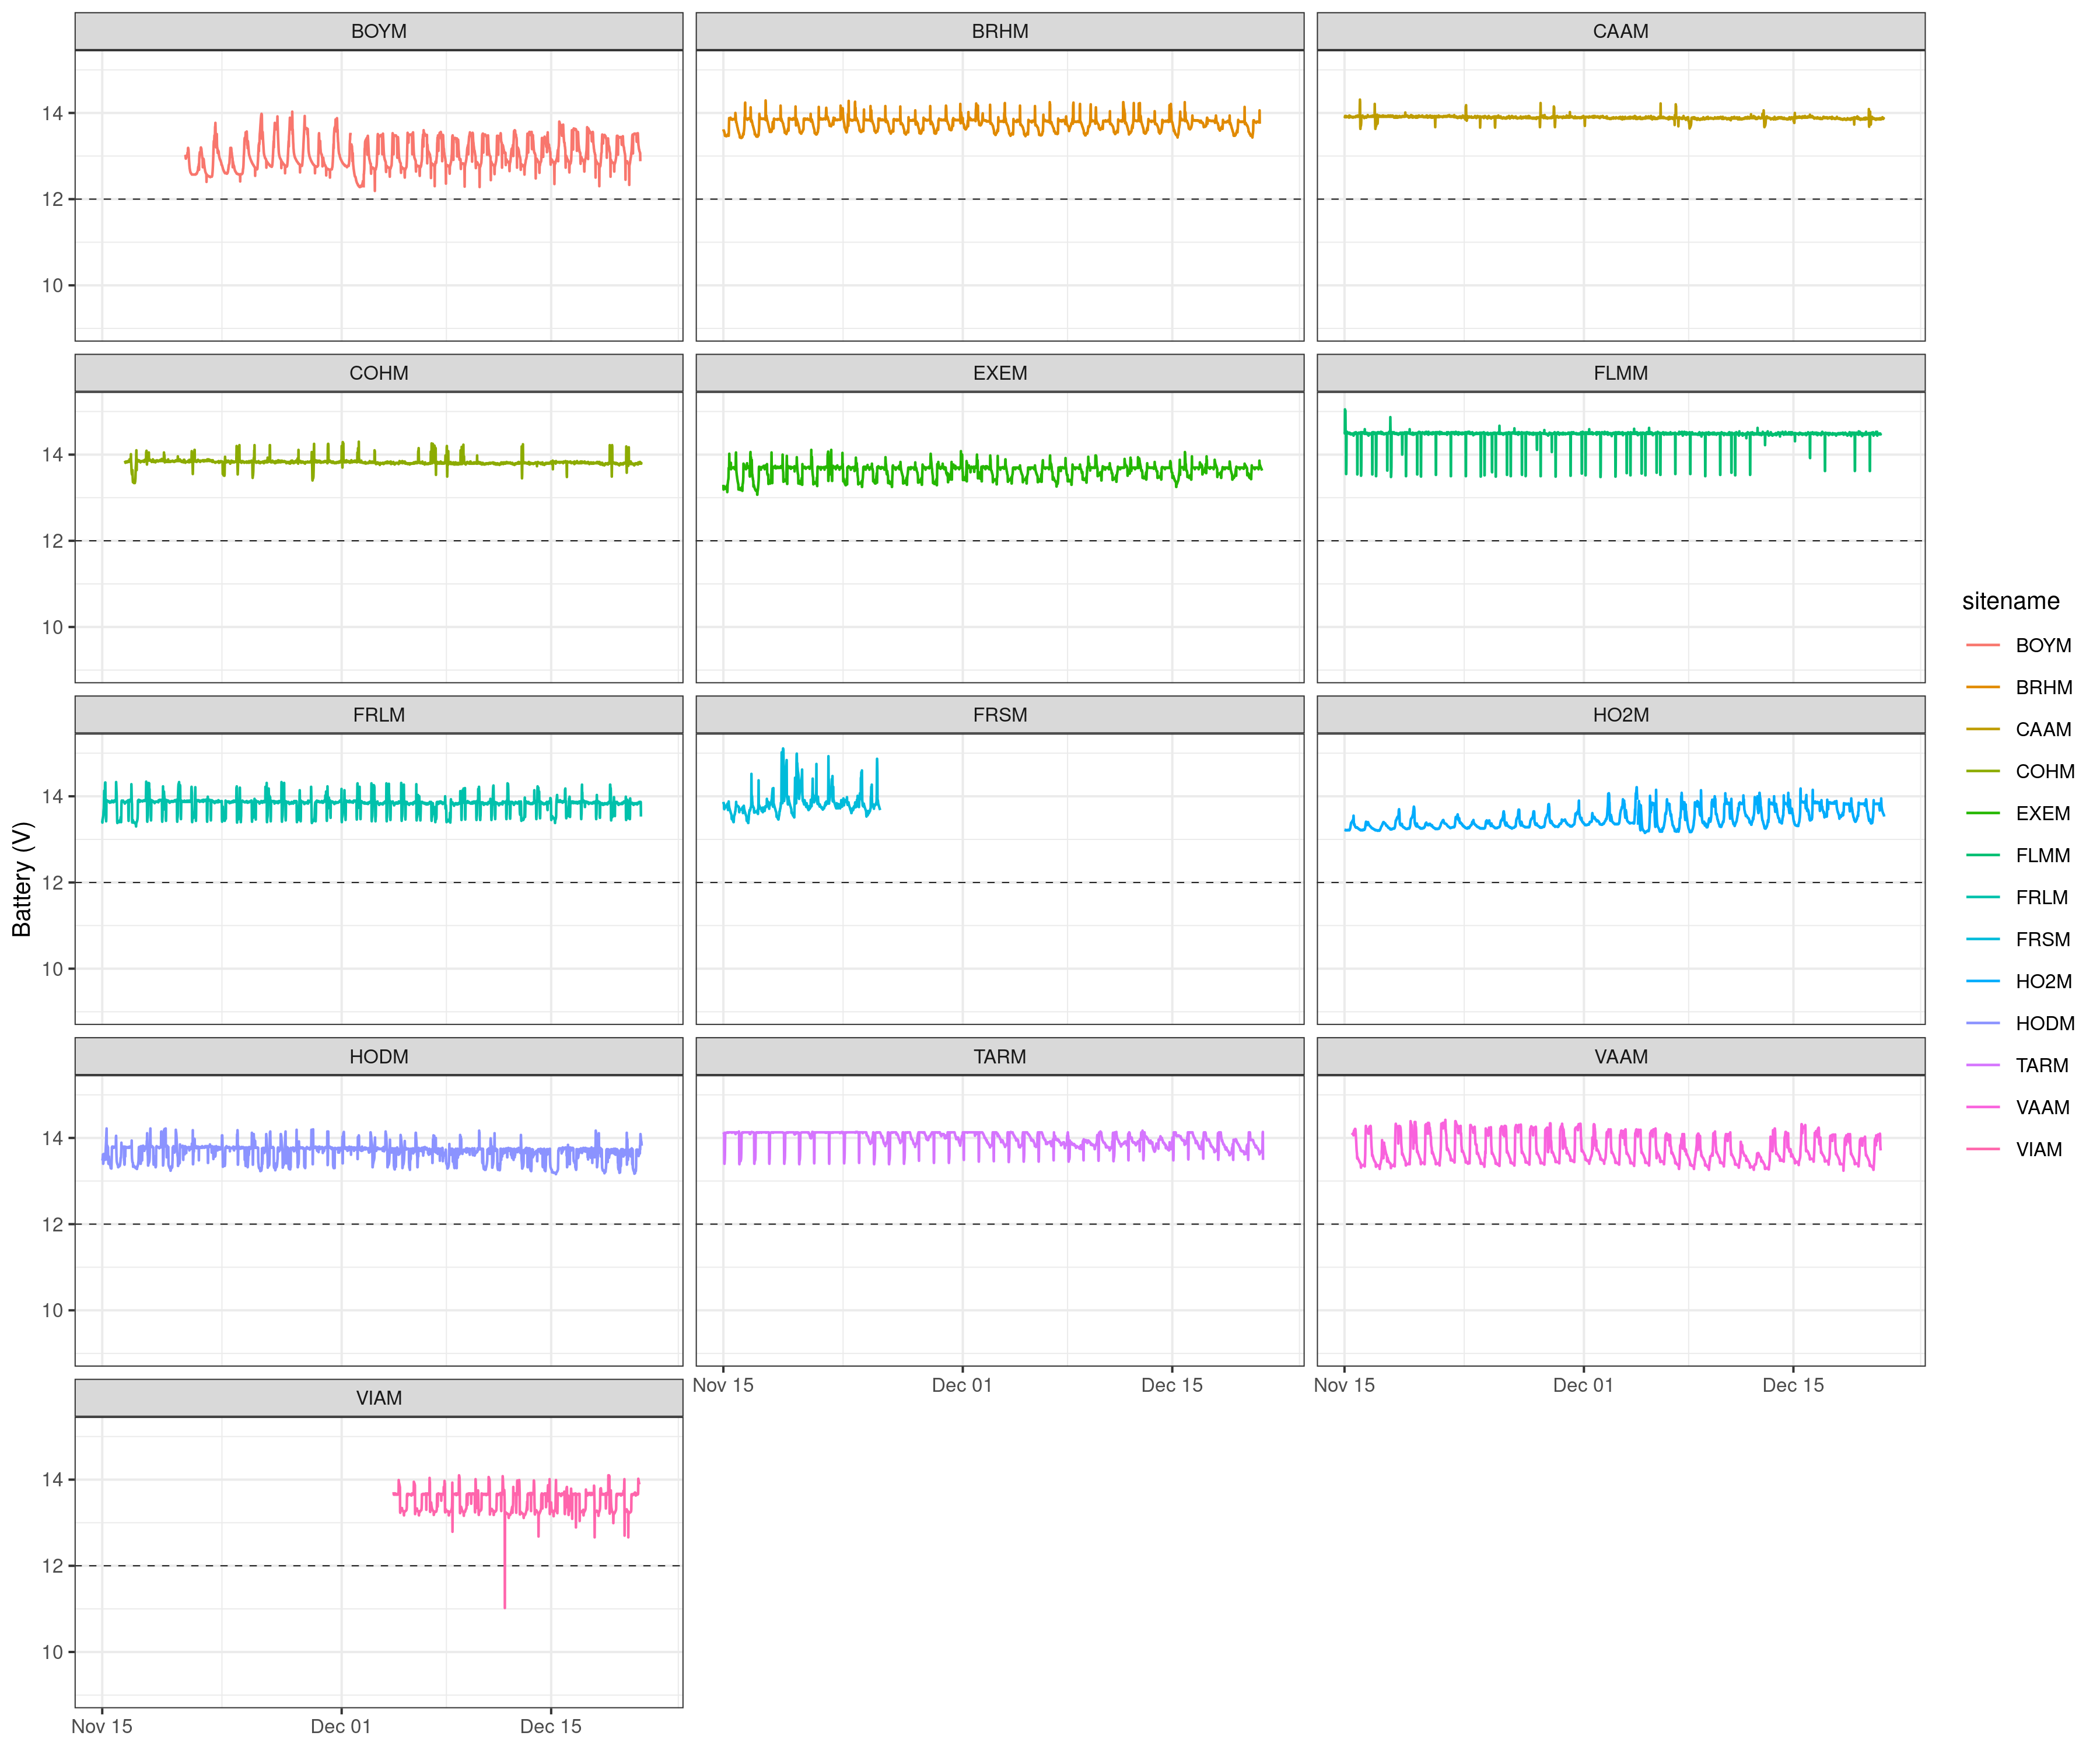 BOYM
BRHM
CAAM
14
12
10
COHM
EXEM
FLMM
14
12
10
FRLM
FRSM
HO2M
14
12
10
Battery (V)
HODM
TARM
VAAM
14
12
10
Nov 15
Dec 01
Dec 15
Nov 15
Dec 01
Dec 15
VIAM
14
12
10
Nov 15
Dec 01
Dec 15
sitename
BOYM
BRHM
CAAM
COHM
EXEM
FLMM
FRLM
FRSM
HO2M
HODM
TARM
VAAM
VIAM